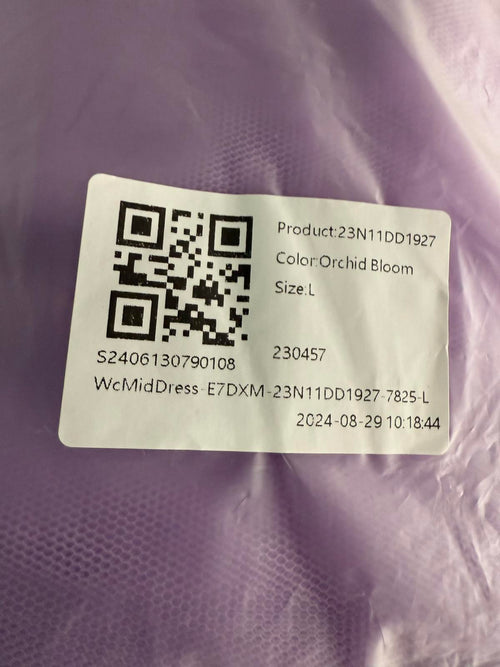 Product:23N11DD1927
Color:Orchid Bloom
Size:L
S2406130790108 230457
WcMidDress-E7DXM-23N11DD1927-7825-L
2024-08-29 10:18:44